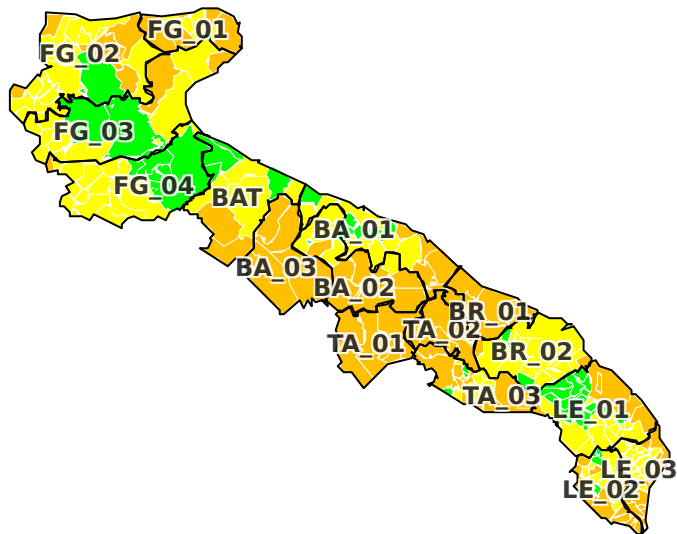 FG_01
FG_02
FG_03
FG_04
BAT
BA_01
BA_03
BA_02
BR_01
TA_02
TA_01
BR_02
TA_03
LE_01
LE_03
LE_02